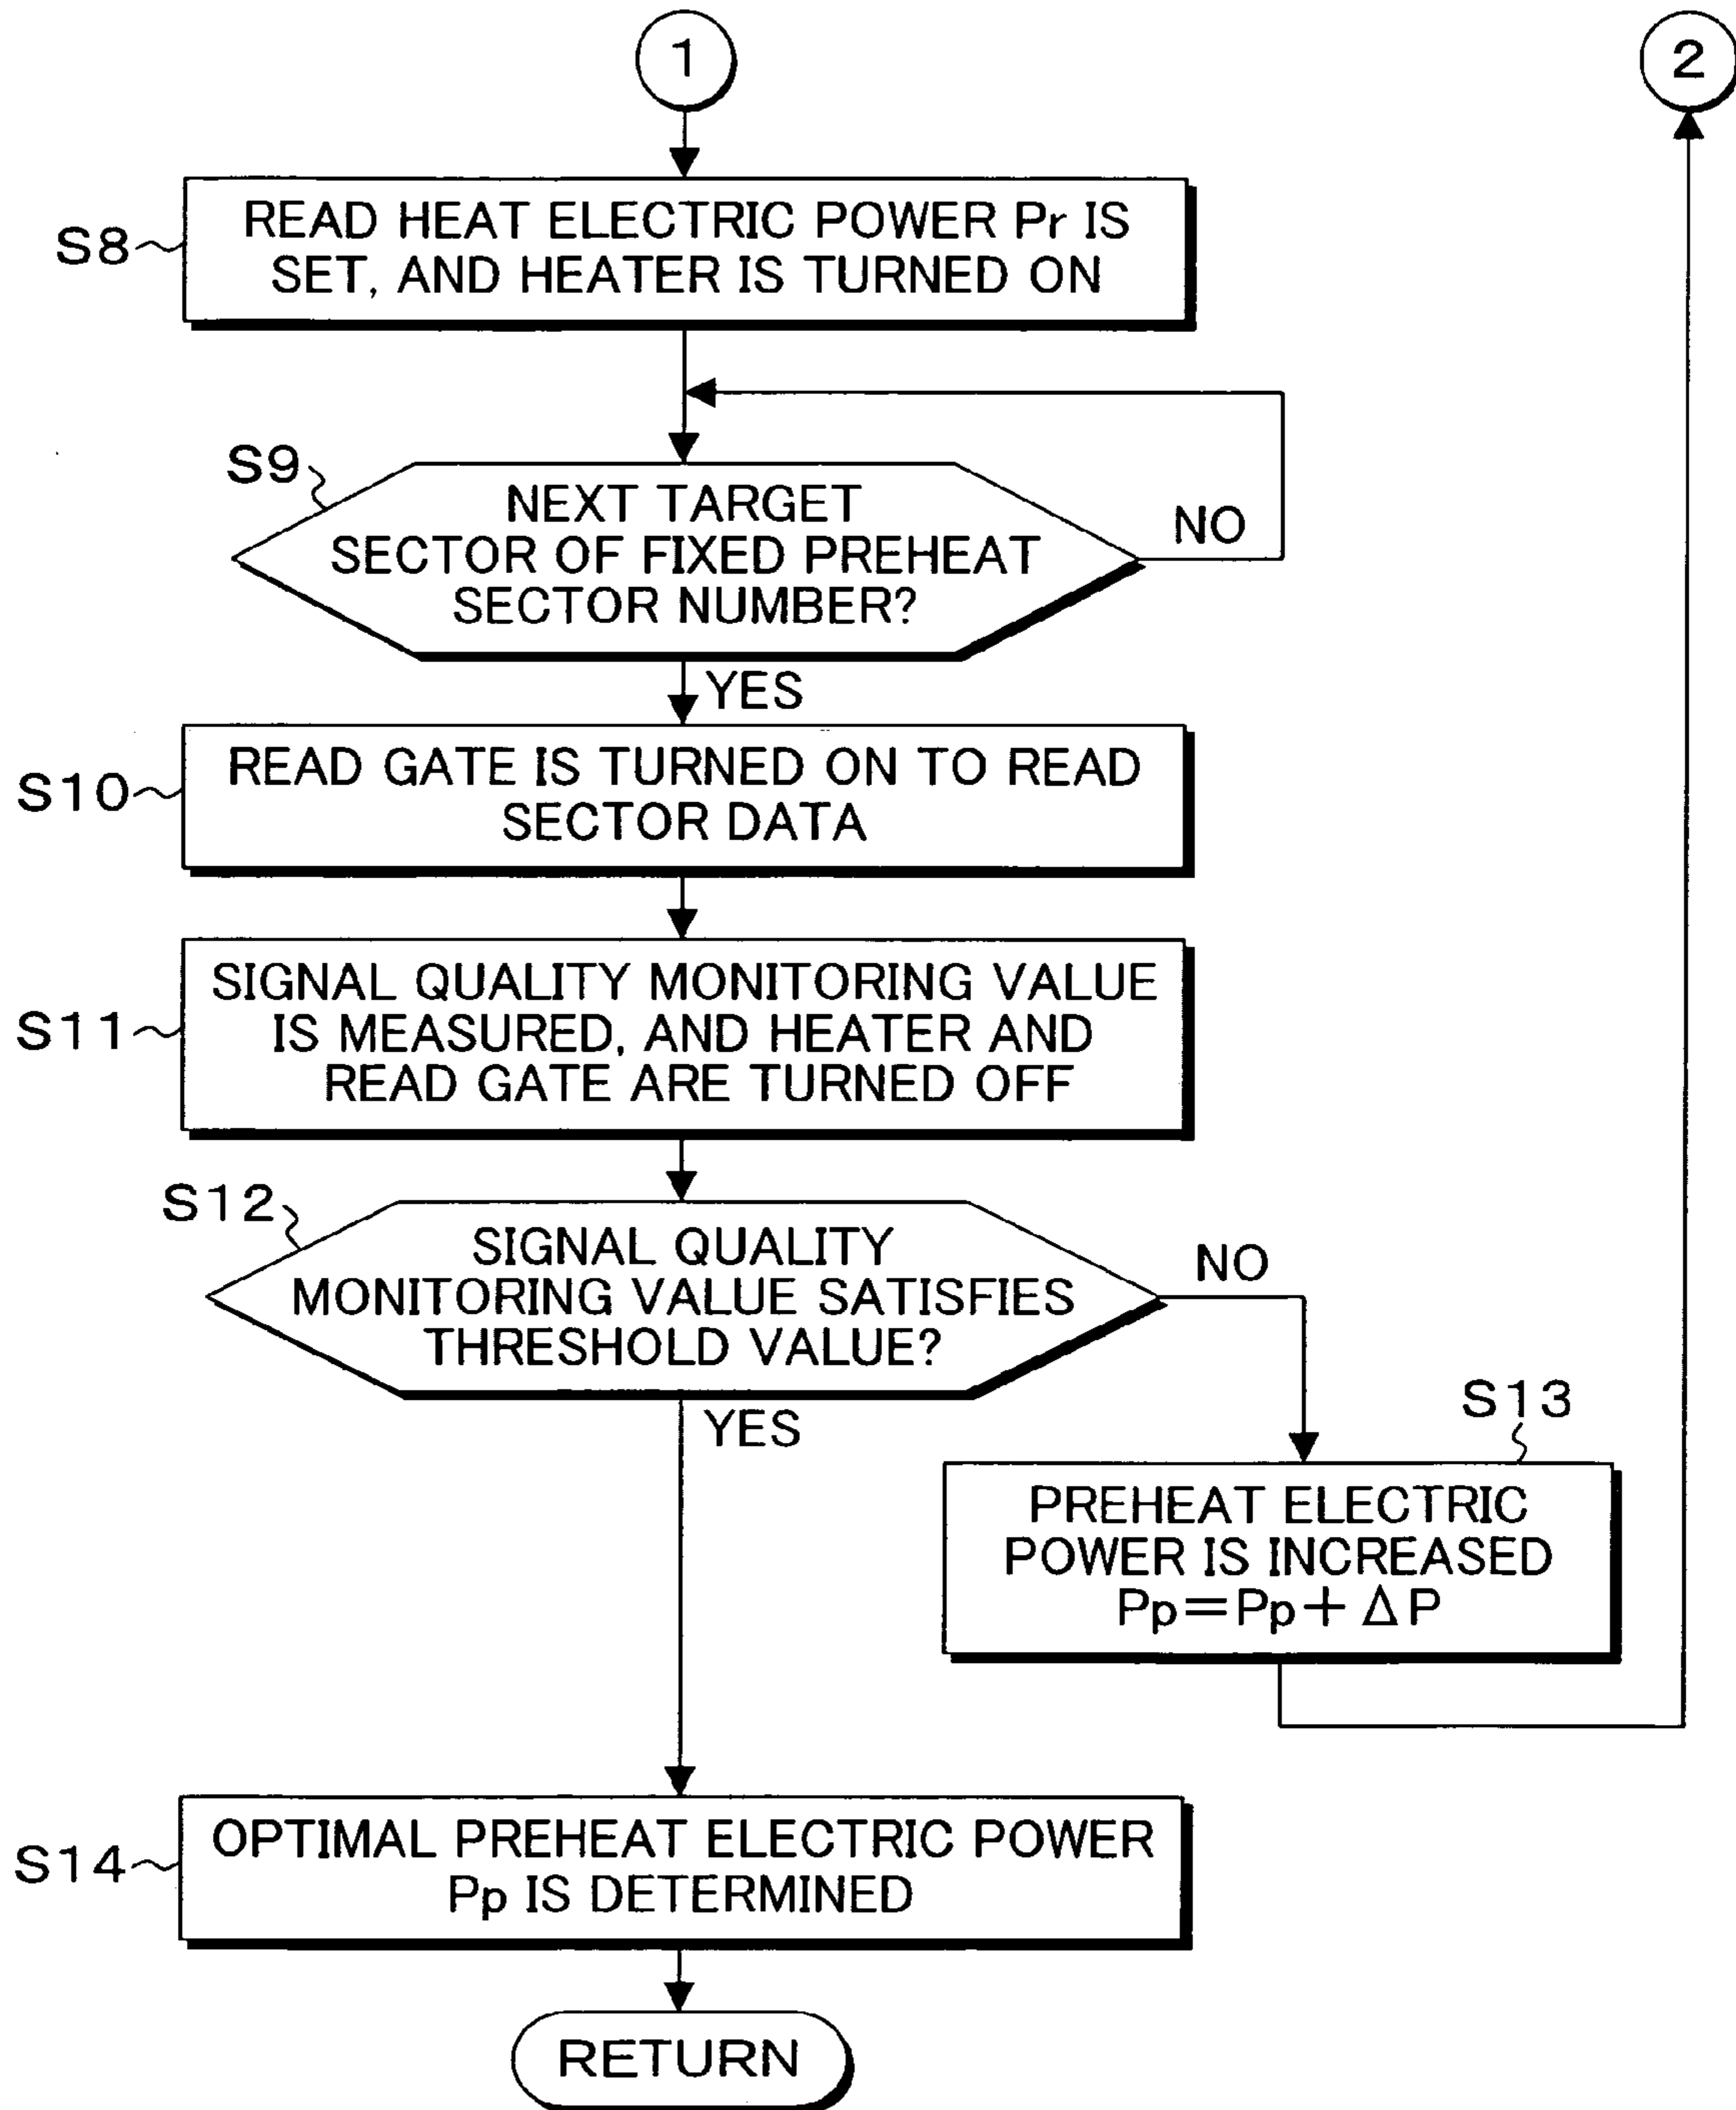 1
2
S8
READ HEAT ELECTRIC POWER Pr IS
SET, AND HEATER IS TURNED ON
S9
NEXT TARGET
SECTOR OF FIXED PREHEAT
SECTOR NUMBER?
NO
YES
S10
READ GATE IS TURNED ON TO READ
SECTOR DATA
S11
SIGNAL QUALITY MONITORING VALUE
IS MEASURED, AND HEATER AND
READ GATE ARE TURNED OFF
S12
SIGNAL QUALITY
MONITORING VALUE SATISFIES
THRESHOLD VALUE?
NO
YES
S13
PREHEAT ELECTRIC
POWER IS INCREASED
Pp=Pp+ΔP
S14
OPTIMAL PREHEAT ELECTRIC POWER
Pp IS DETERMINED
RETURN